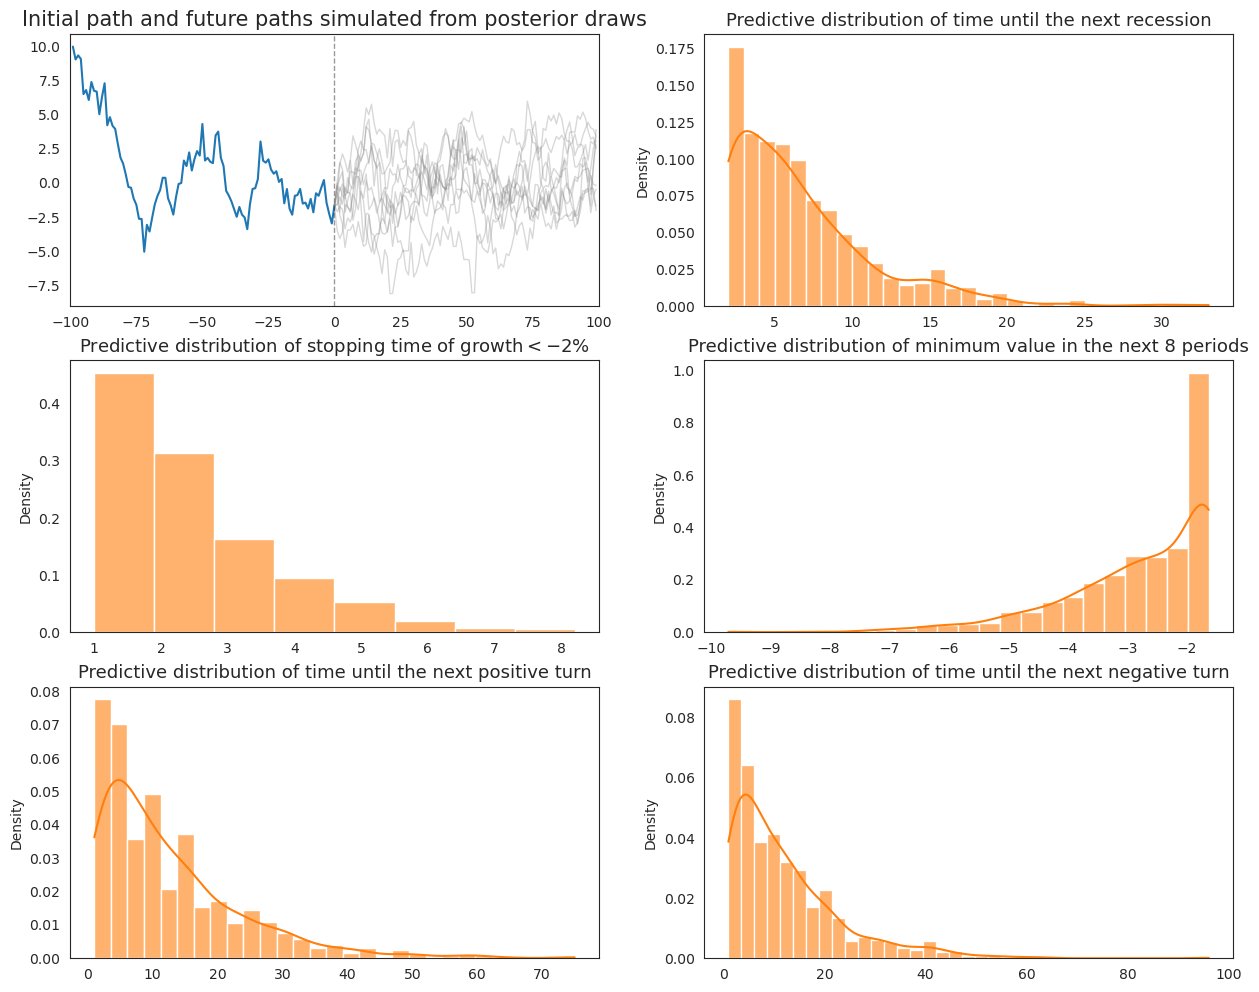 Initial path and future paths simulated from posterior draws
10.0
7.5
5.0
2.5
0.0
−2.5
−5.0
−7.5
−100 −75 −50 −25 0 25 50 75 100
Predictive distribution of time until the next recession
Density
0.175
0.150
0.125
0.100
0.075
0.050
0.025
0.000
5 10 15 20 25 30
Predictive distribution of stopping time of growth < −2%
Density
0.4
0.3
0.2
0.1
0.0
1 2 3 4 5 6 7 8
Predictive distribution of minimum value in the next 8 periods
Density
1.0
0.8
0.6
0.4
0.2
0.0
−10 −9 −8 −7 −6 −5 −4 −3 −2
Predictive distribution of time until the next positive turn
Density
0.08
0.07
0.06
0.05
0.04
0.03
0.02
0.01
0.00
0 10 20 30 40 50 60 70
Predictive distribution of time until the next negative turn
Density
0.08
0.06
0.04
0.02
0.00
0 20 40 60 80 100